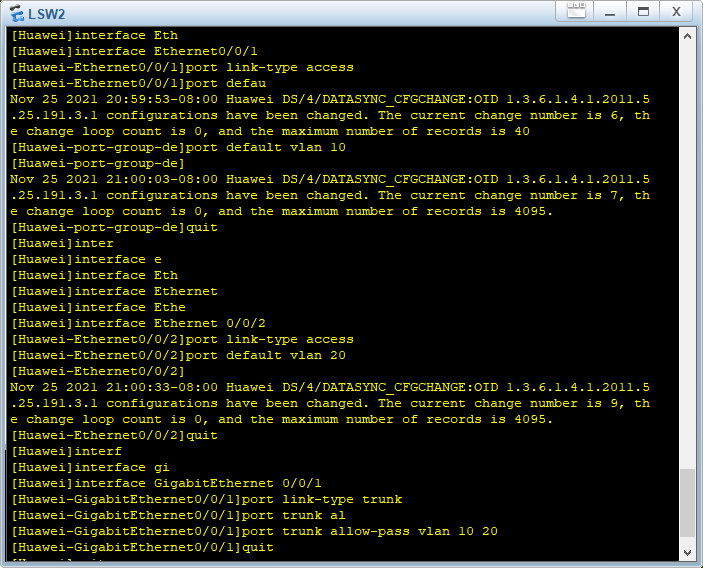 LSW2
[Huawei]interface Eth
[Huawei]interface Ethernet0/0/1
[Huawei-Ethernet0/0/1]port link-type access
[Huawei-Ethernet0/0/1]port defau
Nov 25 2021 20:59:53-08:00 Huawei DS/4/DATASYNC_CFGCHANGE:OID 1.3.6.1.4.1.2011.5
.25.191.3.1 configurations have been changed. The current change number is 6, th
e change loop count is 0, and the maximum number of records is 40
[Huawei-port-group-de]port default vlan 10
[Huawei-port-group-de]
Nov 25 2021 21:00:03-08:00 Huawei DS/4/DATASYNC_CFGCHANGE:OID 1.3.6.1.4.1.2011.5
.25.191.3.1 configurations have been changed. The current change number is 7, th
e change loop count is 0, and the maximum number of records is 4095.
[Huawei-port-group-de]quit
[Huawei]inter
[Huawei]interface e
[Huawei]interface Eth
[Huawei]interface Ethernet
[Huawei]interface Ethe
[Huawei]interface Ethernet 0/0/2
[Huawei-Ethernet0/0/2]port link-type access
[Huawei-Ethernet0/0/2]port default vlan 20
[Huawei-Ethernet0/0/2]
Nov 25 2021 21:00:33-08:00 Huawei DS/4/DATASYNC_CFGCHANGE:OID 1.3.6.1.4.1.2011.5
.25.191.3.1 configurations have been changed. The current change number is 9, th
e change loop count is 0, and the maximum number of records is 4095.
[Huawei-Ethernet0/0/2]quit
[Huawei]interf
[Huawei]interface gi
[Huawei]interface GigabitEthernet 0/0/1
[Huawei-GigabitEthernet0/0/1]port link-type trunk
[Huawei-GigabitEthernet0/0/1]port trunk al
[Huawei-GigabitEthernet0/0/1]port trunk allow-pass vlan 10 20
[Huawei-GigabitEthernet0/0/1]quit